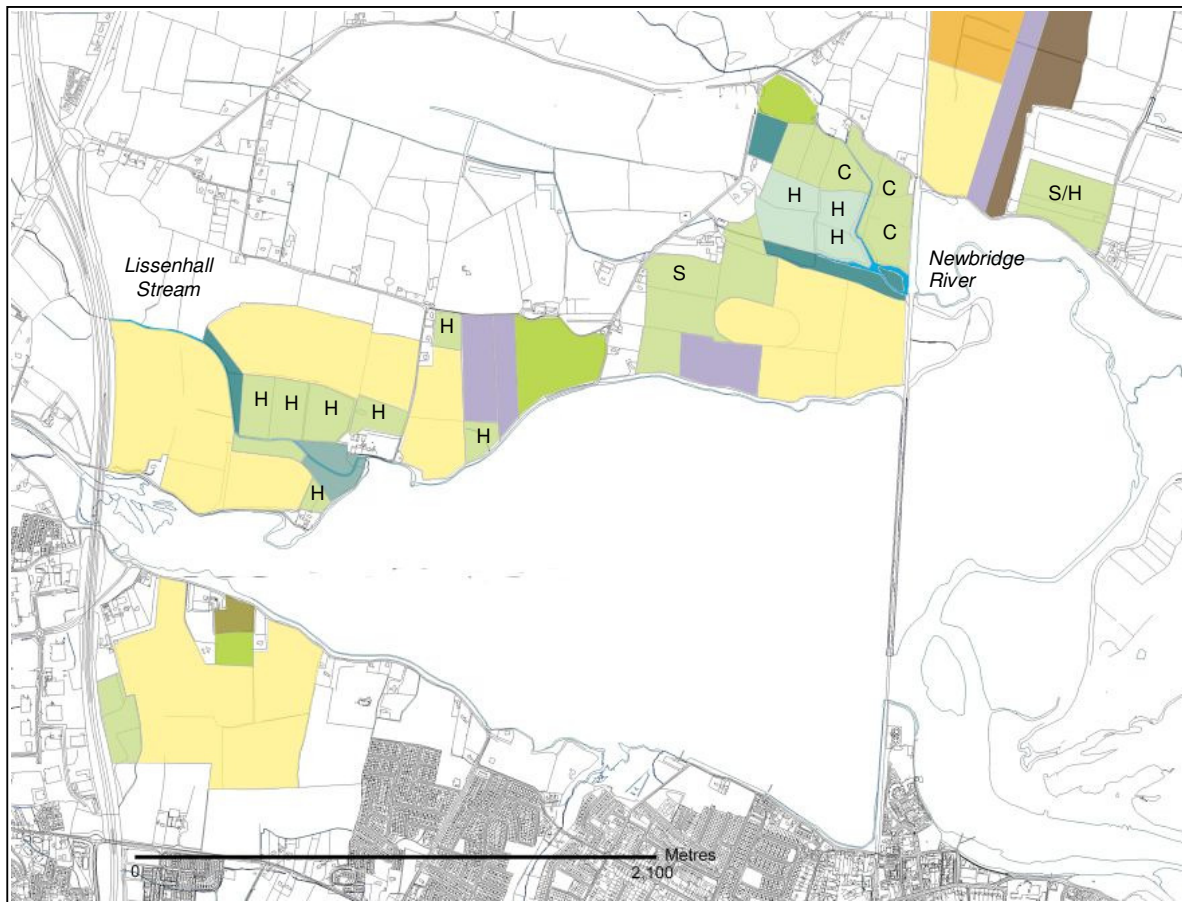 C
H
C
H
S/H
H
C
Lissenhall
Stream
S
Newbridge
River
H
H
H
H
H
H
H
Metres
0
2,100